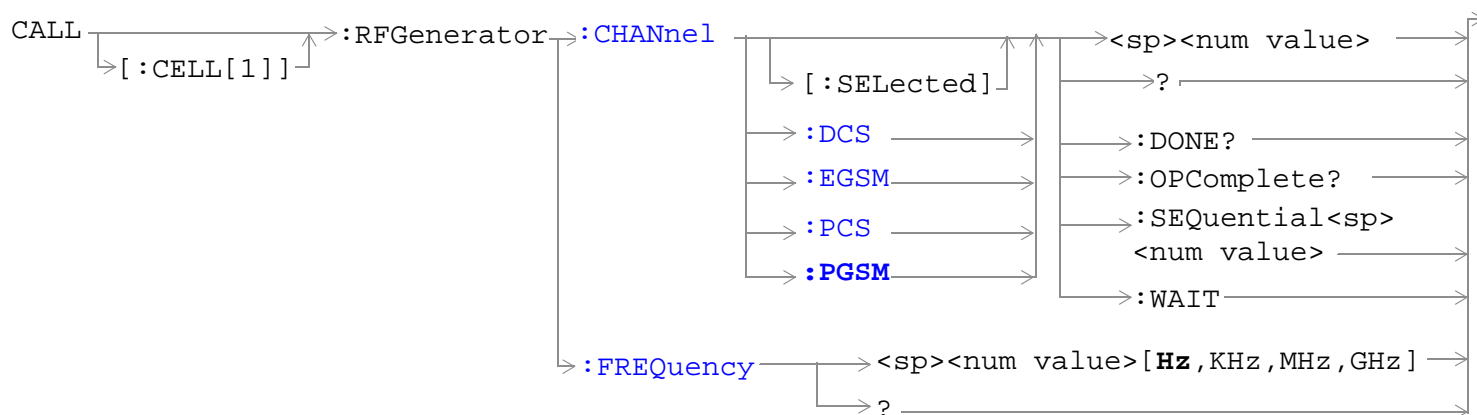 CALL :RFGenerator :CHANnel <sp><num value>
[:CELL[1]] [:SELected] ?
:DCS :DONE?
:EGSM :OPComplete?
:PCS :SEQuential<sp>
<num value>
:PGSM :WAIT
:FREQuency <sp><num value>[Hz,KHz,MHz,GHz]
?